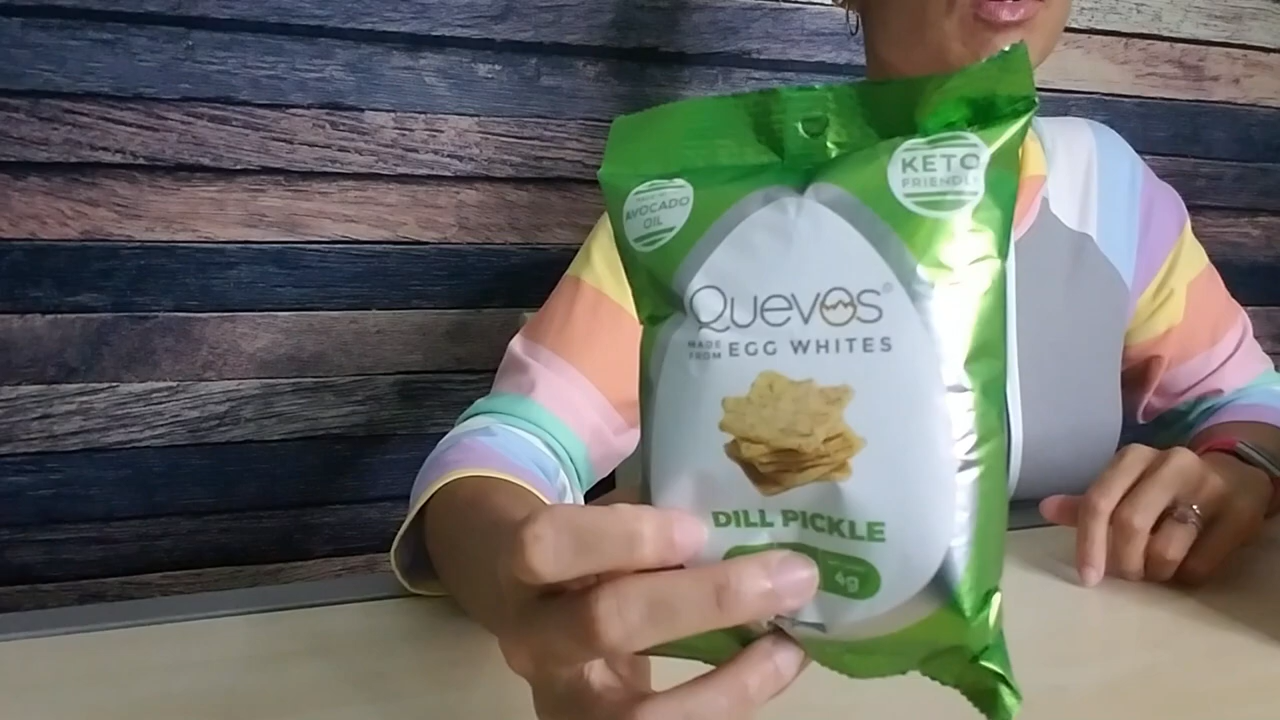 KETO
FRIENDLY
AVOCADO
OIL
Quevos®
MADE
FROM EGG WHITES
DILL PICKLE
4g